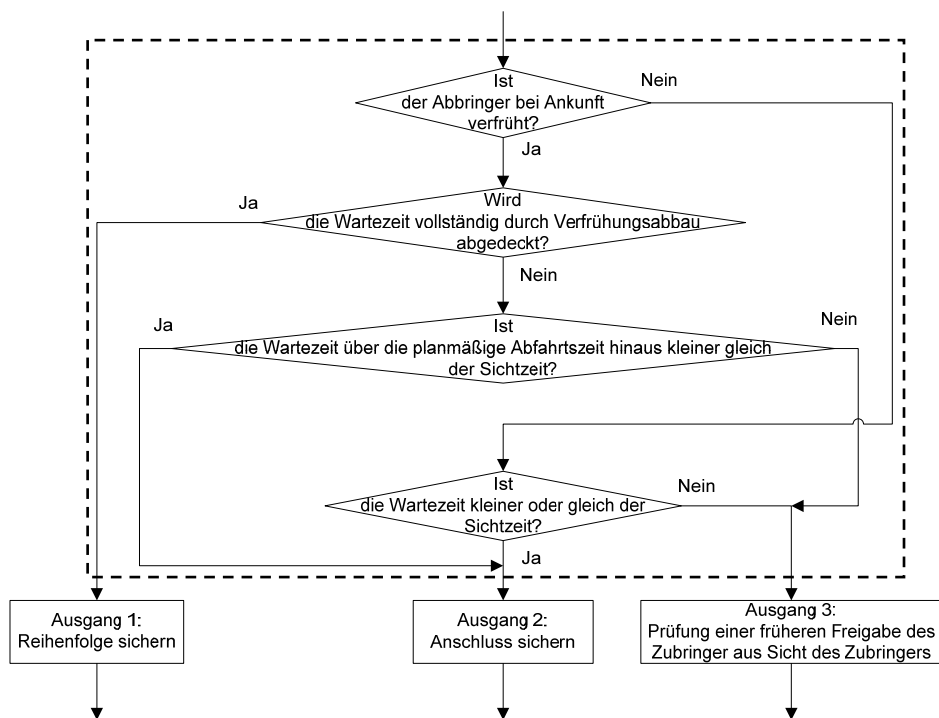 Ist
der Abbringer bei Ankunft
verfrüht?
Nein
Ja
Wird
die Wartezeit vollständig durch Verfrühungsabbau
abgedeckt?
Ja
Nein
Ist
die Wartezeit über die planmäßige Abfahrtszeit hinaus kleiner gleich
der Sichtzeit?
Ja
Nein
Ist
die Wartezeit kleiner oder gleich der
Sichtzeit?
Nein
Ja
Ausgang 1:
Reihenfolge sichern
Ausgang 2:
Anschluss sichern
Ausgang 3:
Prüfung einer früheren Freigabe des
Zubringer aus Sicht des Zubringers